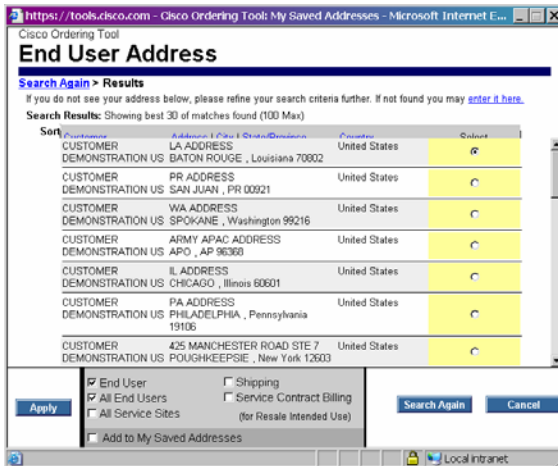 https://tools.cisco.com - Cisco Ordering Tool: My Saved Addresses - Microsoft Internet E...
Cisco Ordering Tool
End User Address
Search Again > Results
If you do not see your address below, please refine your search criteria further. If not found you may enter it here.
Search Results: Showing best 30 of matches found (100 Max)
Sort Customer Address | City | State/Province Country Select
CUSTOMER LA ADDRESS United States
DEMONSTRATION US BATON ROUGE , Louisiana 70802
CUSTOMER PR ADDRESS United States
DEMONSTRATION US SAN JUAN , PR 00921
CUSTOMER WA ADDRESS United States
DEMONSTRATION US SPOKANE , Washington 99216
CUSTOMER ARMY APAC ADDRESS United States
DEMONSTRATION US APO , AP 96368
CUSTOMER IL ADDRESS United States
DEMONSTRATION US CHICAGO , Illinois 60601
CUSTOMER PA ADDRESS United States
DEMONSTRATION US PHILADELPHIA , Pennsylvania
19106
CUSTOMER 425 MANCHESTER ROAD STE 7 United States
DEMONSTRATION US POUGHKEEPSIE , New York 12603
Apply
End User Shipping
All End Users Service Contract Billing
All Service Sites (for Resale Intended Use)
Add to My Saved Addresses
Search Again Cancel
Local intranet